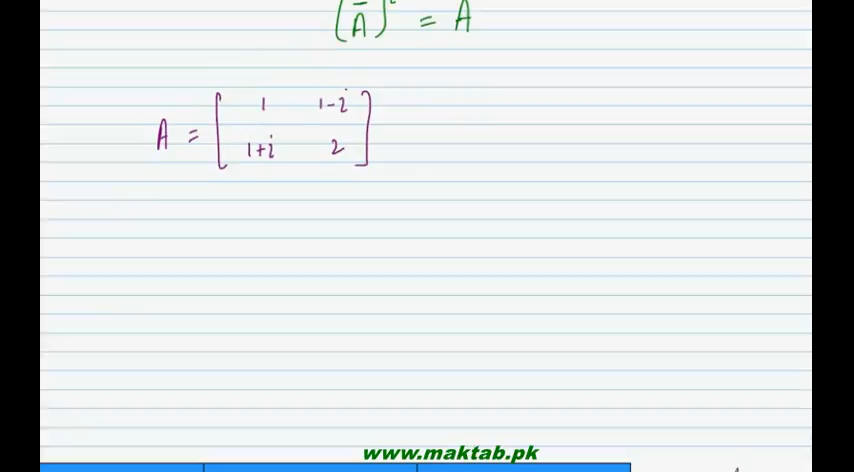 (Ā)ᵗ = A
A = [ 1 1-i
1+i 2 ]
www.maktab.pk